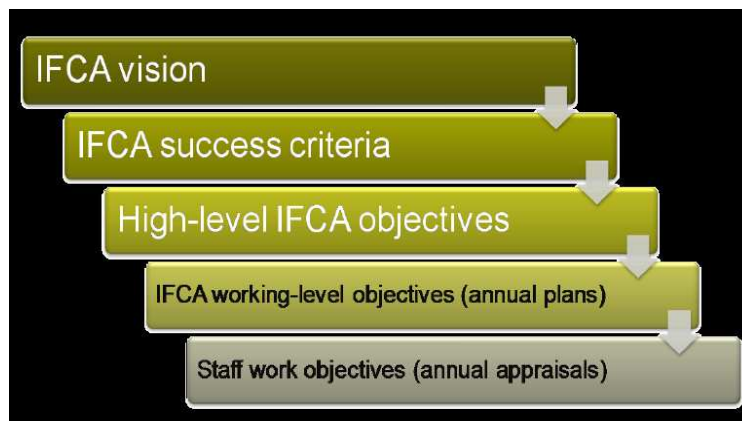 IFCA vision
IFCA success criteria
High-level IFCA objectives
IFCA working-level objectives (annual plans)
Staff work objectives (annual appraisals)